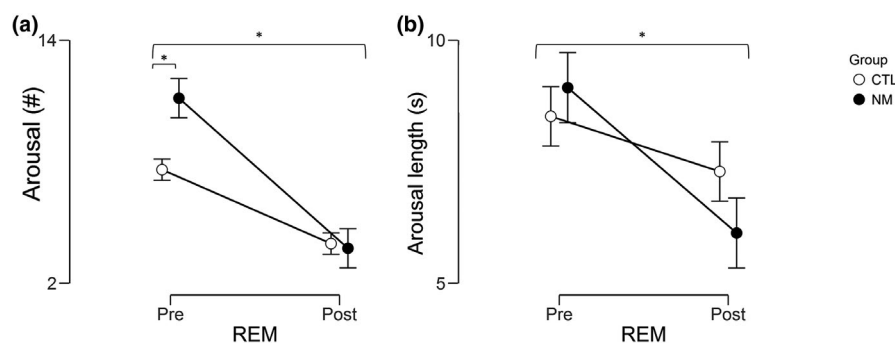 (a)
14
Arousal (#)
2
*
*
Pre
Post
REM
(b)
10
Arousal length (s)
5
*
Pre
Post
REM
Group
CTL
NM